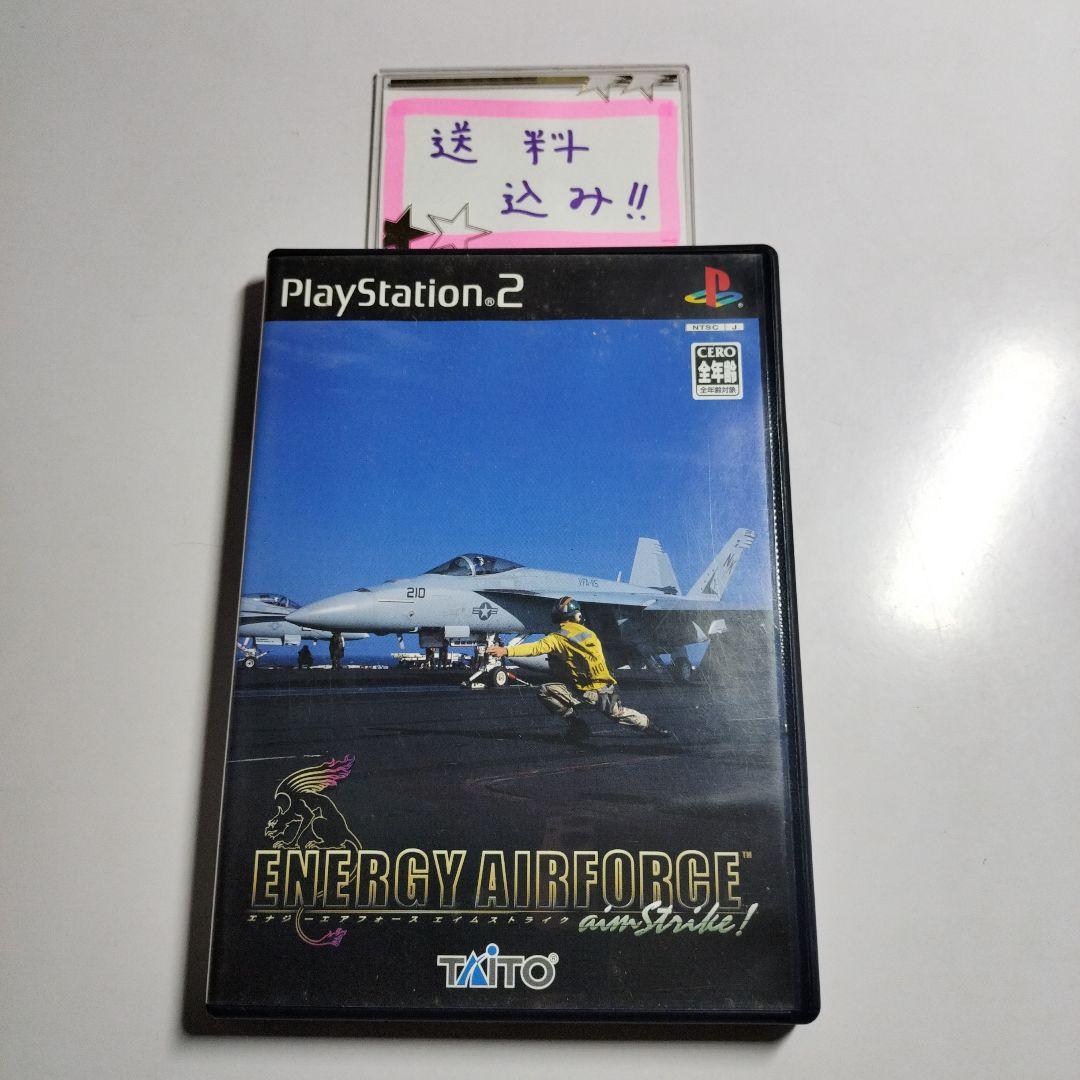 送料
込み!!
PlayStation®2
NTSC J
CERO
全年齢
全年齢対象
210
VFA-115
ENERGY AIRFORCE™
エナジーエアフォース エイムストライク
aimStrike!
TAITO®